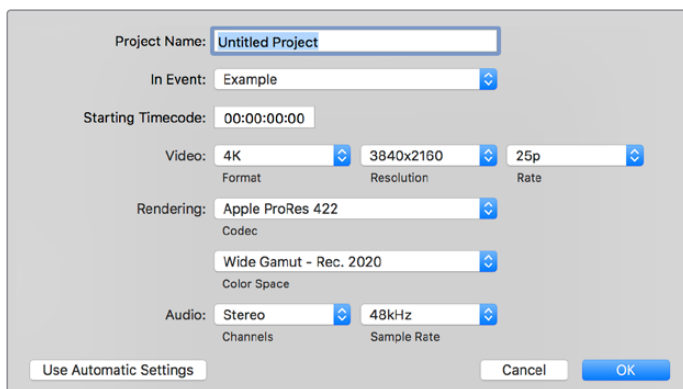 Project Name: Untitled Project
In Event: Example
Starting Timecode: 00:00:00:00
Video: 4K 3840x2160 25p
Format Resolution Rate
Rendering: Apple ProRes 422
Codec
Wide Gamut - Rec. 2020
Color Space
Audio: Stereo 48kHz
Channels Sample Rate
Use Automatic Settings Cancel OK